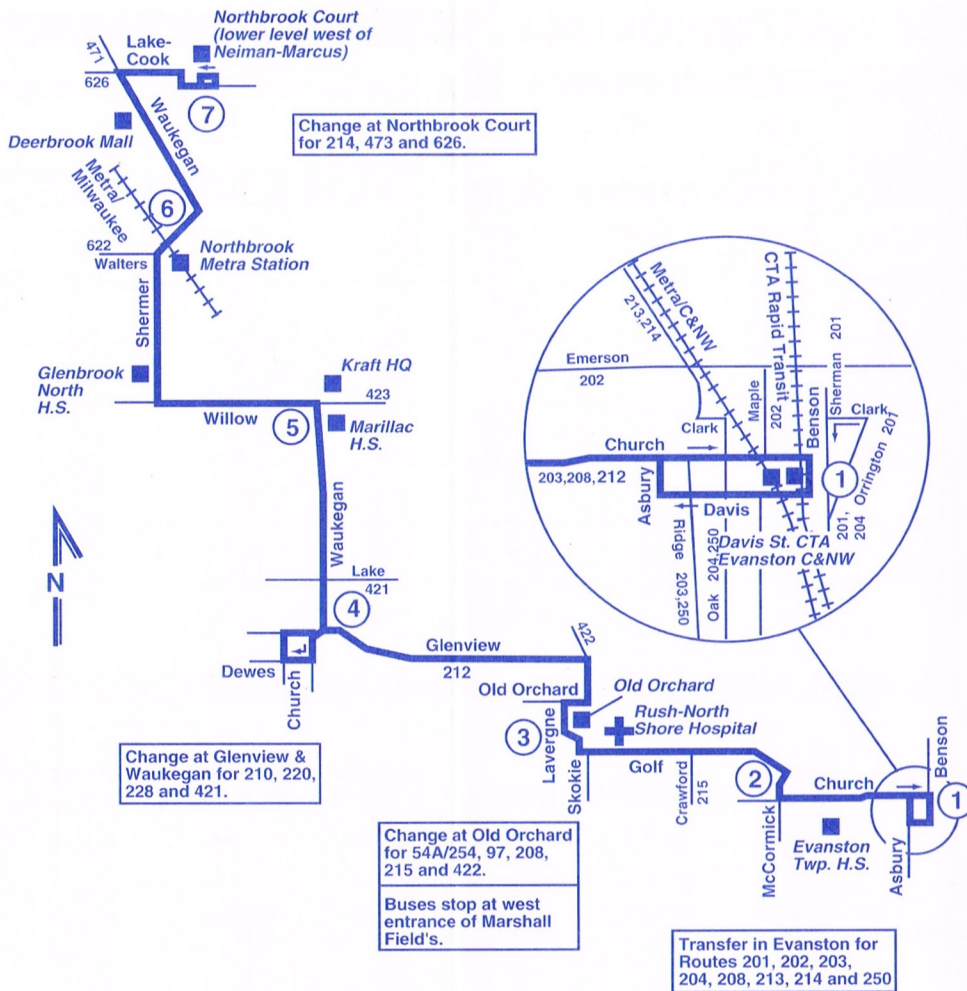 Northbrook Court
(lower level west of
Neiman-Marcus)
471
Lake-
Cook
626
7
Waukegan
Deerbrook Mall
Change at Northbrook Court
for 214, 473 and 626.
Metra/
Milwaukee
6
622
Walters
Northbrook
Metra Station
Shermer
Glenbrook
North
H.S.
Kraft HQ
423
Willow
5
Marillac
H.S.
Waukegan
N
Lake
421
4
Dewes
Church
Glenview
212
422
Old Orchard
Old Orchard
3
Lavergne
Rush-North
Shore Hospital
Skokie
Golf
Crawford
215
2
McCormick
Church
Evanston
Twp. H.S.
Asbury
Benson
1
Metra/C&NW
213,214
CTA Rapid Transit
Emerson
202
Maple
202
Benson
Sherman 201
Clark
Clark
Orrington 201
Church
203,208,212
Asbury
Davis
1
201,
204
Ridge 203,250
Oak 204,250
Davis St. CTA
Evanston C&NW
Change at Glenview &
Waukegan for 210, 220,
228 and 421.
Change at Old Orchard
for 54A/254, 97, 208,
215 and 422.
Buses stop at west
entrance of Marshall
Field's.
Transfer in Evanston for
Routes 201, 202, 203,
204, 208, 213, 214 and 250